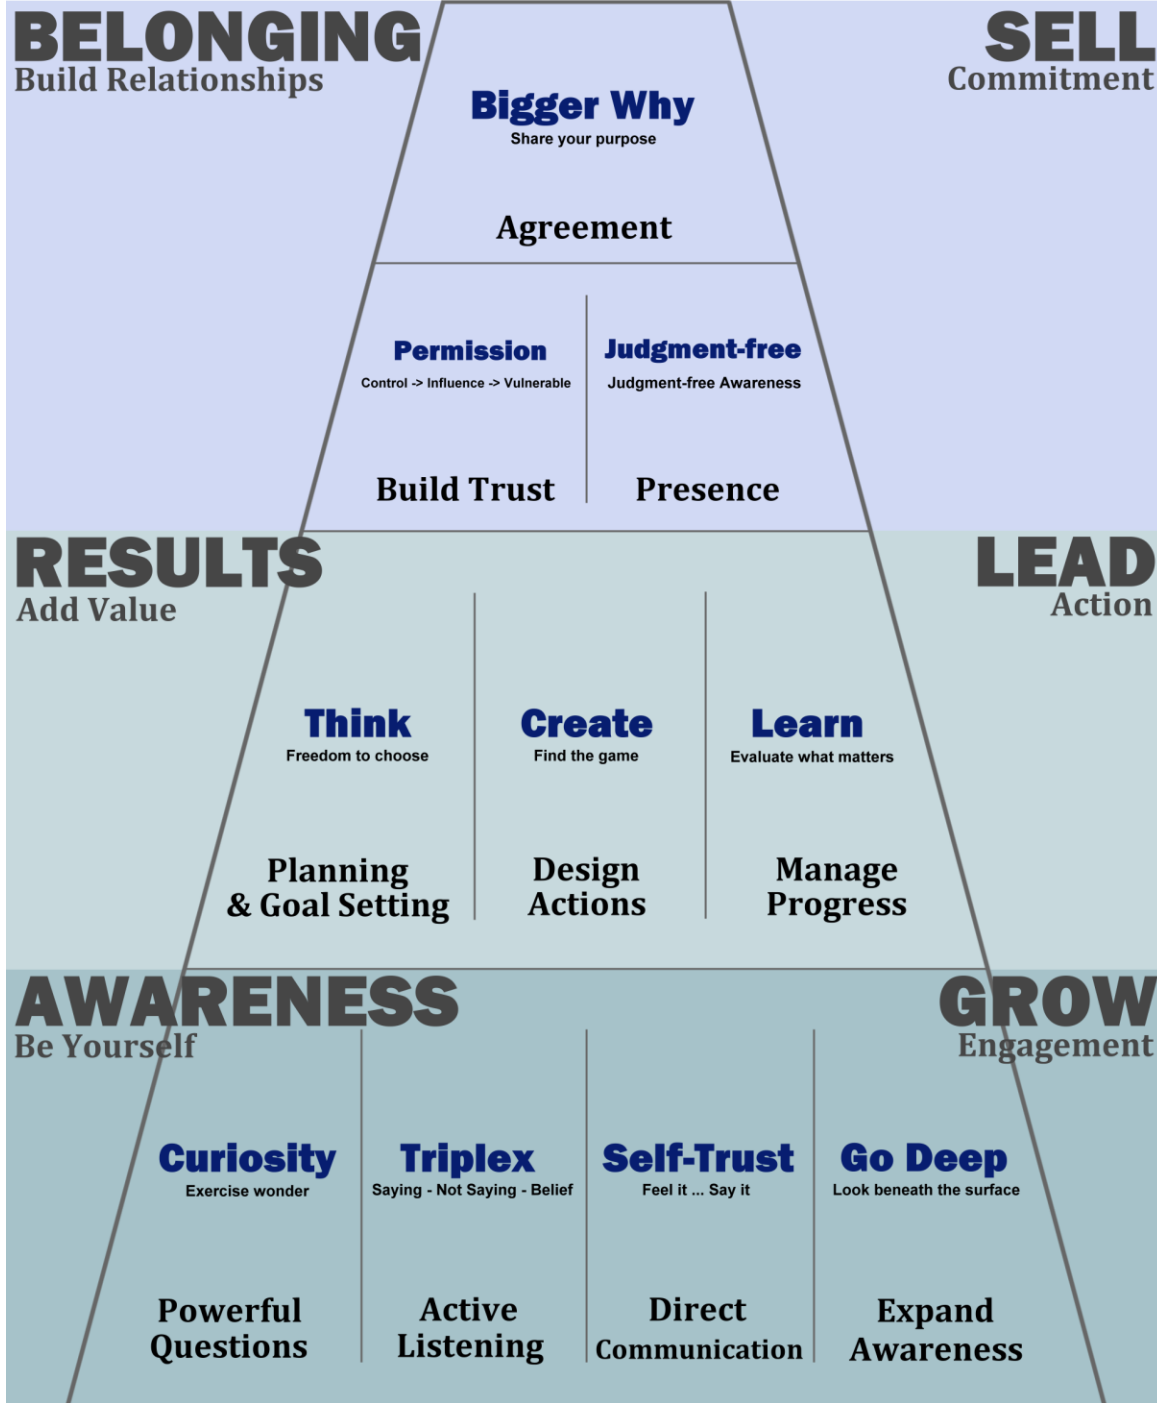 BELONGING
Build Relationships
SELL
Commitment
Bigger Why
Share your purpose
Agreement
Permission
Control -> Influence -> Vulnerable
Build Trust
Judgment-free
Judgment-free Awareness
Presence
RESULTS
Add Value
LEAD
Action
Think
Freedom to choose
Planning
& Goal Setting
Create
Find the game
Design
Actions
Learn
Evaluate what matters
Manage
Progress
AWARENESS
Be Yourself
GROW
Engagement
Curiosity
Exercise wonder
Powerful
Questions
Triplex
Saying - Not Saying - Belief
Active
Listening
Self-Trust
Feel it ... Say it
Direct
Communication
Go Deep
Look beneath the surface
Expand
Awareness